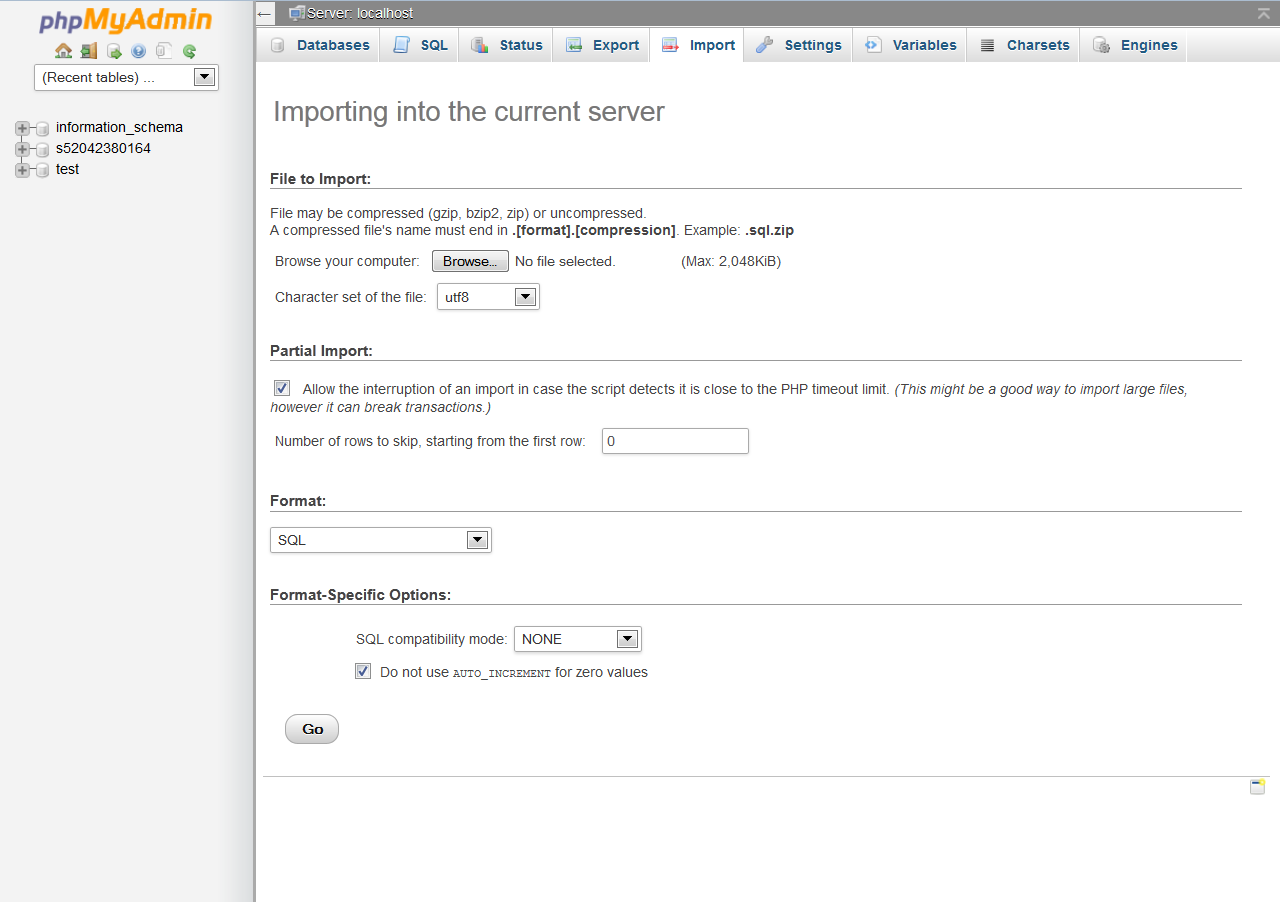 phpMyAdmin
(Recent tables) ...
information_schema
s52042380164
test
Server: localhost
Databases SQL Status Export Import Settings Variables Charsets Engines
Importing into the current server
File to Import:
File may be compressed (gzip, bzip2, zip) or uncompressed.
A compressed file's name must end in .[format].[compression]. Example: .sql.zip
Browse your computer: Browse... No file selected. (Max: 2,048KiB)
Character set of the file: utf8
Partial Import:
Allow the interruption of an import in case the script detects it is close to the PHP timeout limit. (This might be a good way to import large files,
however it can break transactions.)
Number of rows to skip, starting from the first row: 0
Format:
SQL
Format-Specific Options:
SQL compatibility mode: NONE
Do not use AUTO_INCREMENT for zero values
Go